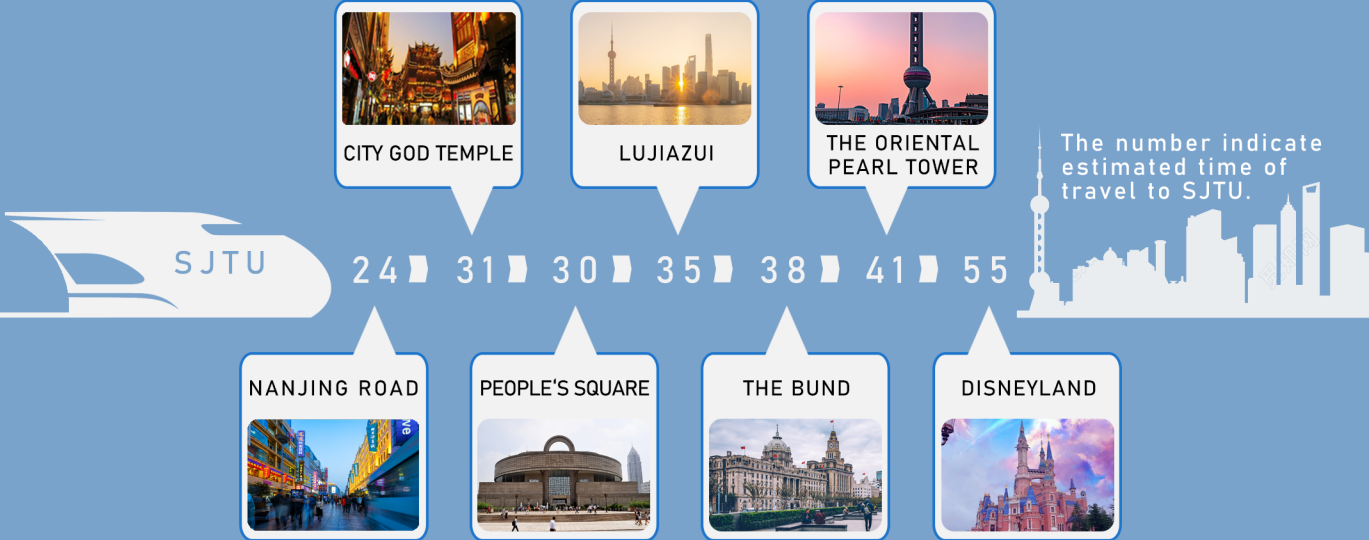 CITY GOD TEMPLE
LUJIAZUI
THE ORIENTAL
PEARL TOWER
The number indicate
estimated time of
travel to SJTU.
SJTU
24 31 30 35 38 41 55
NANJING ROAD
PEOPLE'S SQUARE
THE BUND
DISNEYLAND